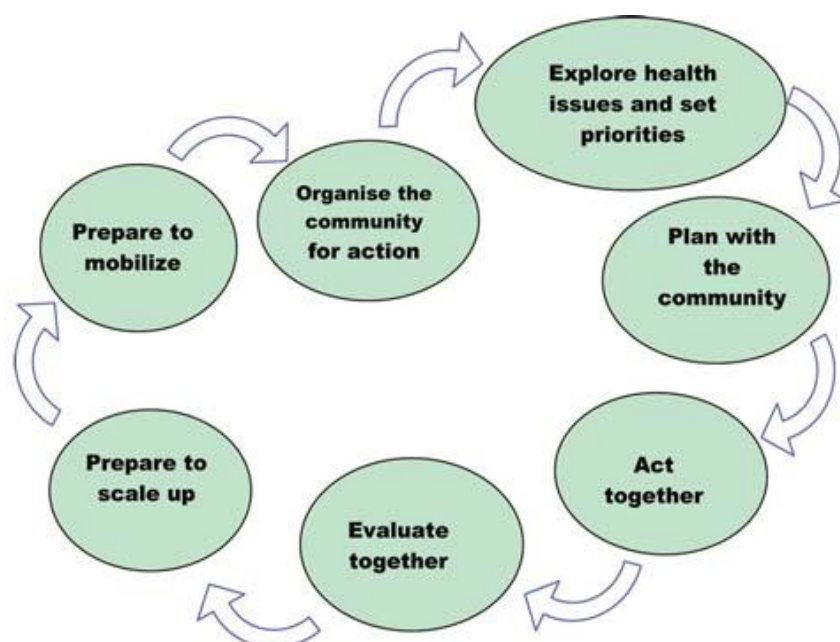 Explore health
issues and set
priorities
Organise the
community
for action
Prepare to
mobilize
Plan with
the
community
Act
together
Evaluate
together
Prepare to
scale up